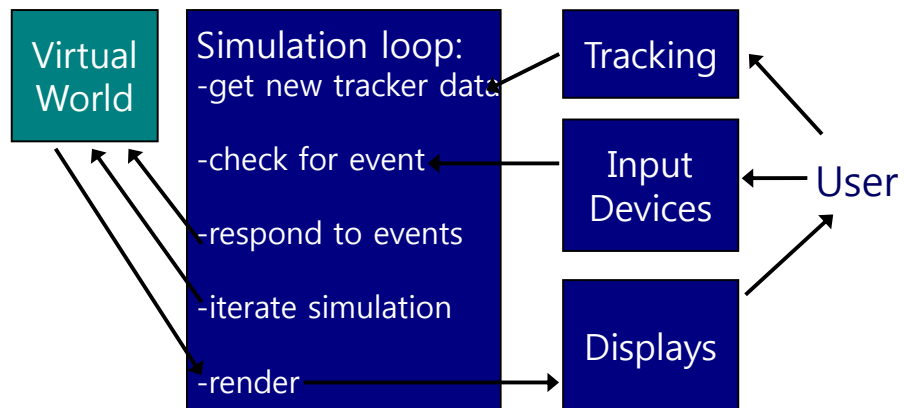 Virtual
World
Simulation loop:
-get new tracker data
-check for event
-respond to events
-iterate simulation
-render
Tracking
Input
Devices
Displays
User